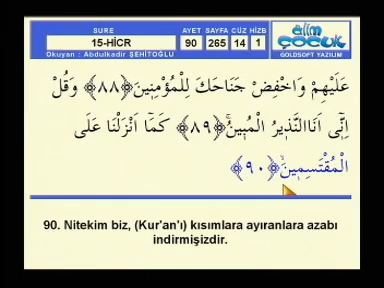 SURE AYET SAYFA CÜZ HİZB
15-HİCR 90 265 14 1
Okuyan : Abdulkadir ŞEHİTOĞLU
elim ÇOCUK
GOLDSOFT YAZILIM
عَلَيْهِمْ وَاخْفِضْ جَنَاحَكَ لِلْمُؤْمِنِينَ ﴿٨٨﴾ وَقُلْ
اِنِّٓى اَنَا النَّذِيرُ الْمُبِينُۚ ﴿٨٩﴾ كَمَٓا اَنْزَلْنَا عَلَى
الْمُقْتَسِمِينَۙ ﴿٩٠﴾
90. Nitekim biz, (Kur'an'ı) kısımlara ayıranlara azabı
indirmişizdir.